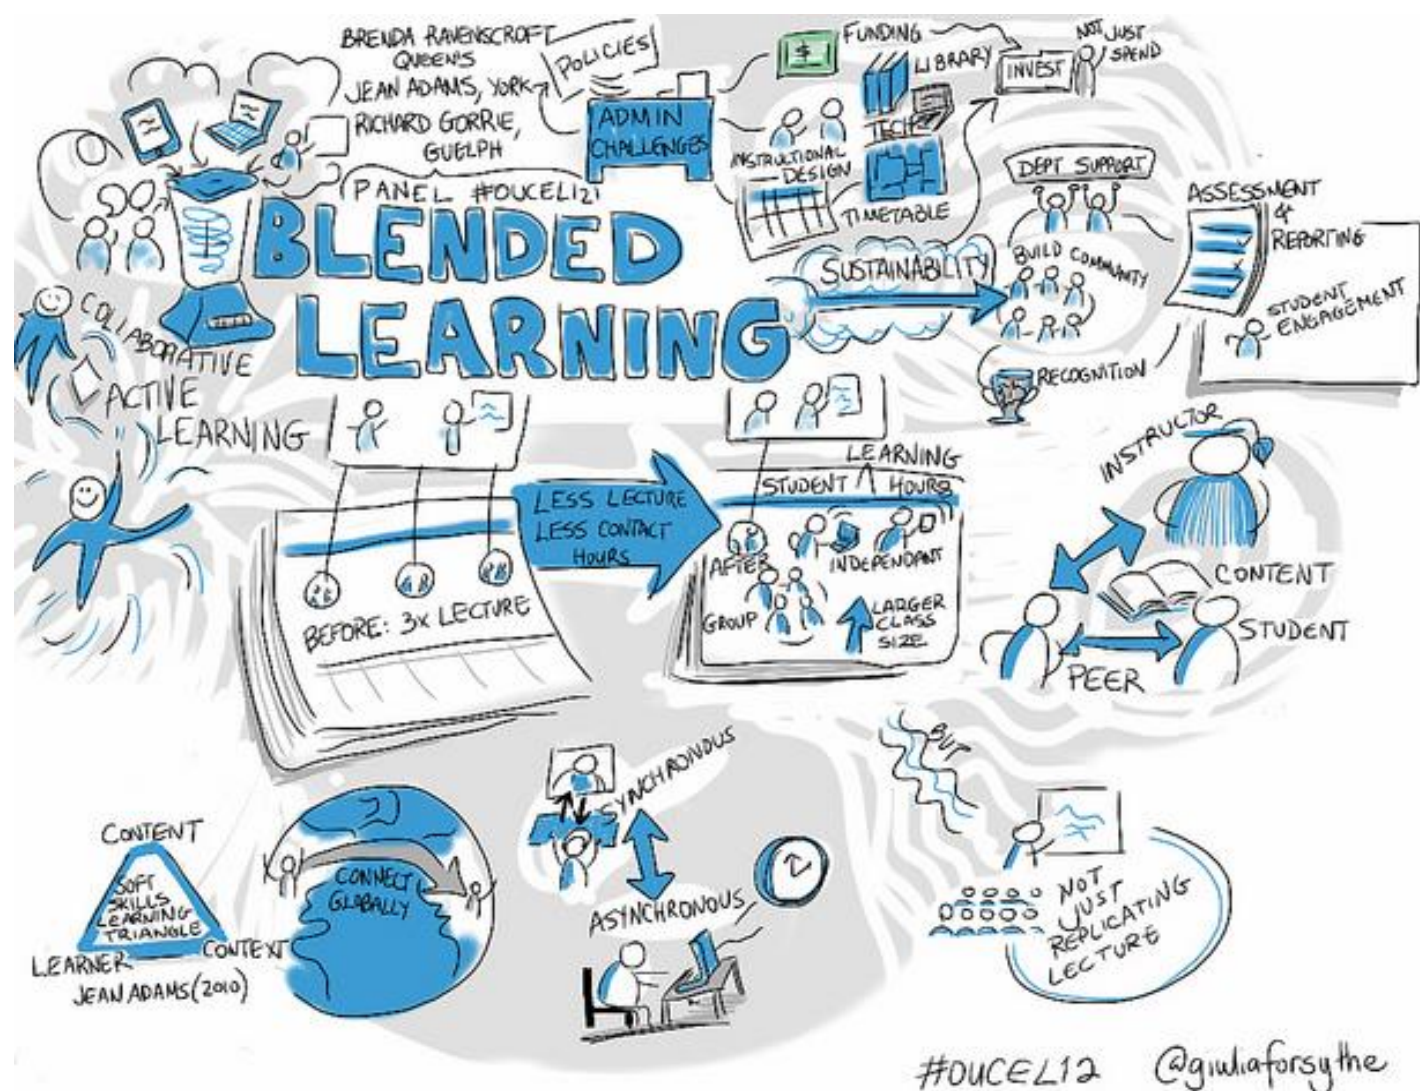 BRENDA RAVENSCROFT
QUEEN'S
JEAN ADAMS, YORK
RICHARD GORRIE,
GUELPH
PANEL #OUCEL12
POLICIES
ADMIN
CHALLENGES
$
FUNDING
LIBRARY
TECH
INSTRUCTIONAL
DESIGN
TIMETABLE
INVEST
NOT JUST
SPEND
BLENDED
LEARNING
SUSTAINABILITY
DEPT SUPPORT
BUILD COMMUNITY
RECOGNITION
ASSESSMENT
&
REPORTING
STUDENT
ENGAGEMENT
COLLABORATIVE
ACTIVE
LEARNING
BEFORE: 3x LECTURE
LESS LECTURE
LESS CONTACT
HOURS
LEARNING
STUDENT ^ HOURS
AFTER
INDEPENDANT
GROUP
LARGER
CLASS
SIZE
INSTRUCTOR
CONTENT
STUDENT
PEER
CONTENT
SOFT
SKILLS
LEARNING
TRIANGLE
LEARNER
CONTEXT
JEAN ADAMS (2010)
CONNECT
GLOBALLY
SYNCHRONOUS
ASYNCHRONOUS
BUT
NOT
JUST
REPLICATING
LECTURE
#OUCEL12 @giuliaforsythe